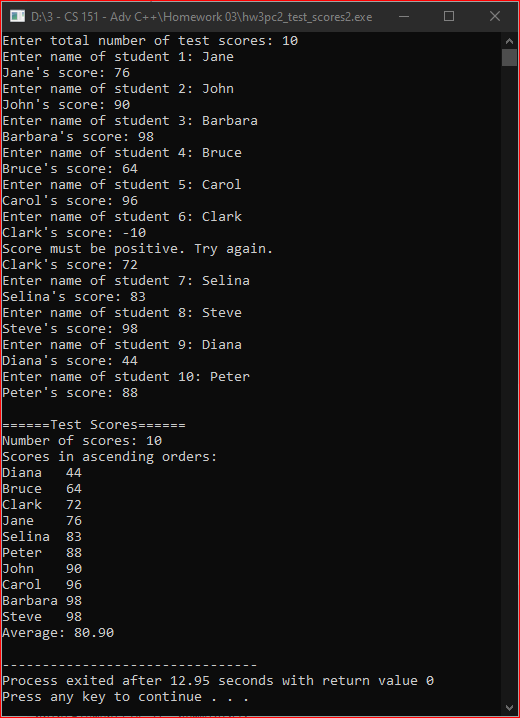 D:\3 - CS 151 - Adv C++\Homework 03\hw3pc2_test_scores2.exe
Enter total number of test scores: 10
Enter name of student 1: Jane
Jane's score: 76
Enter name of student 2: John
John's score: 90
Enter name of student 3: Barbara
Barbara's score: 98
Enter name of student 4: Bruce
Bruce's score: 64
Enter name of student 5: Carol
Carol's score: 96
Enter name of student 6: Clark
Clark's score: -10
Score must be positive. Try again.
Clark's score: 72
Enter name of student 7: Selina
Selina's score: 83
Enter name of student 8: Steve
Steve's score: 98
Enter name of student 9: Diana
Diana's score: 44
Enter name of student 10: Peter
Peter's score: 88
======Test Scores======
Number of scores: 10
Scores in ascending orders:
Diana   44
Bruce   64
Clark   72
Jane    76
Selina  83
Peter   88
John    90
Carol   96
Barbara 98
Steve   98
Average: 80.90
--------------------------------
Process exited after 12.95 seconds with return value 0
Press any key to continue . . .